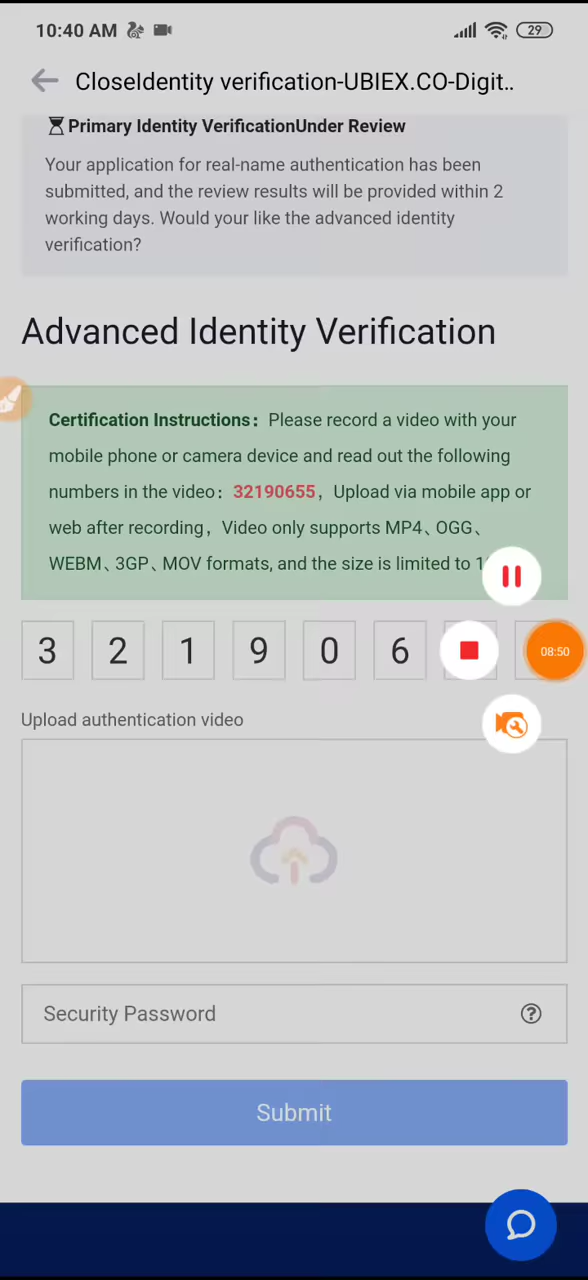 10:40 AM
29
CloseIdentity verification-UBIEX.CO-Digit..
Primary Identity VerificationUnder Review
Your application for real-name authentication has been
submitted, and the review results will be provided within 2
working days. Would your like the advanced identity
verification?
Advanced Identity Verification
Certification Instructions： Please record a video with your
mobile phone or camera device and read out the following
numbers in the video：32190655，Upload via mobile app or
web after recording，Video only supports MP4、OGG、
WEBM、3GP、MOV formats, and the size is limited to 1
3 2 1 9 0 6
08:50
Upload authentication video
Security Password
Submit